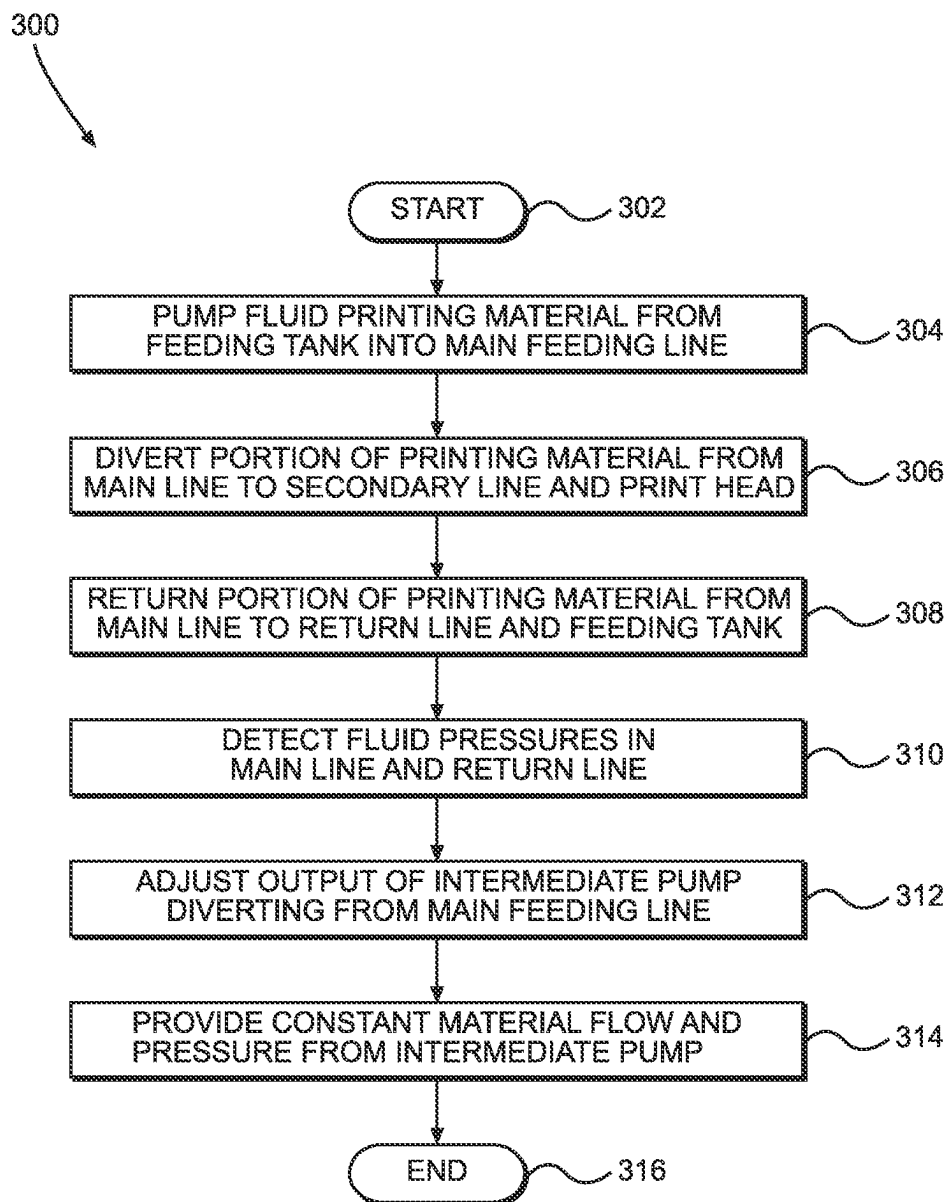 300
START
302
PUMP FLUID PRINTING MATERIAL FROM
FEEDING TANK INTO MAIN FEEDING LINE
304
DIVERT PORTION OF PRINTING MATERIAL FROM
MAIN LINE TO SECONDARY LINE AND PRINT HEAD
306
RETURN PORTION OF PRINTING MATERIAL FROM
MAIN LINE TO RETURN LINE AND FEEDING TANK
308
DETECT FLUID PRESSURES IN
MAIN LINE AND RETURN LINE
310
ADJUST OUTPUT OF INTERMEDIATE PUMP
DIVERTING FROM MAIN FEEDING LINE
312
PROVIDE CONSTANT MATERIAL FLOW AND
PRESSURE FROM INTERMEDIATE PUMP
314
END
316